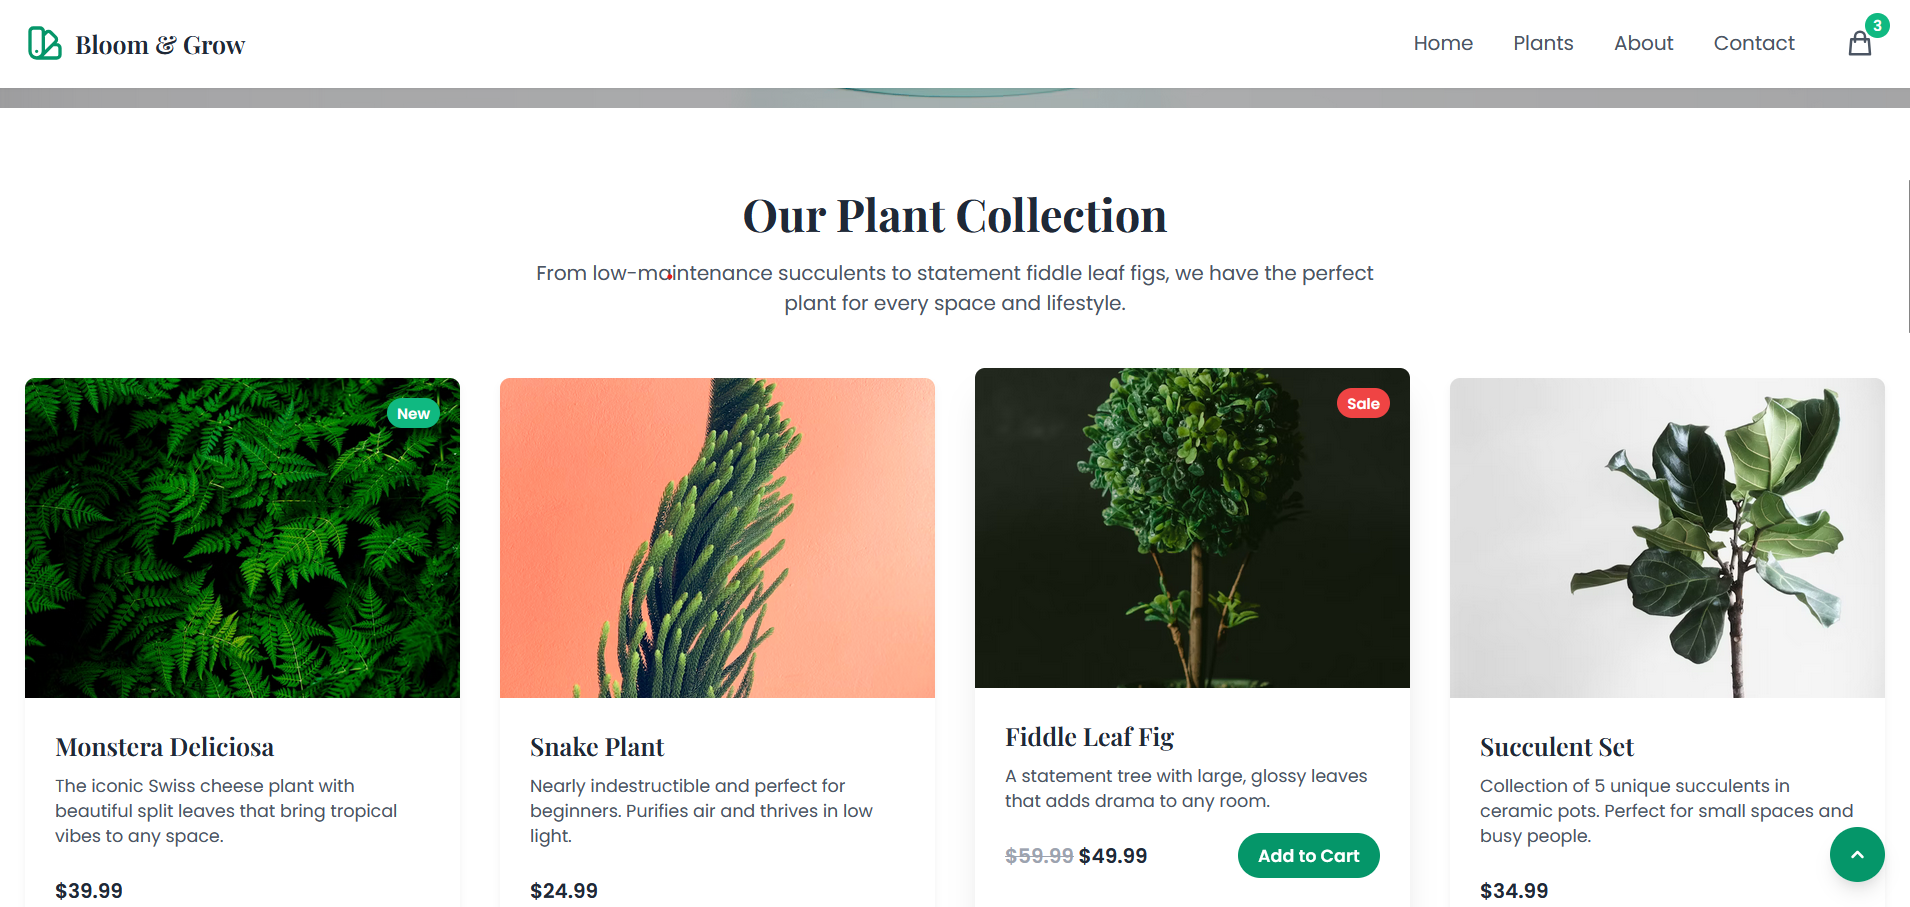 Bloom & Grow
Home Plants About Contact 3
Our Plant Collection
From low-maintenance succulents to statement fiddle leaf figs, we have the perfect
plant for every space and lifestyle.
New
Monstera Deliciosa
The iconic Swiss cheese plant with
beautiful split leaves that bring tropical
vibes to any space.
$39.99
Snake Plant
Nearly indestructible and perfect for
beginners. Purifies air and thrives in low
light.
$24.99
Sale
Fiddle Leaf Fig
A statement tree with large, glossy leaves
that adds drama to any room.
$59.99 $49.99 Add to Cart
Succulent Set
Collection of 5 unique succulents in
ceramic pots. Perfect for small spaces and
busy people.
$34.99